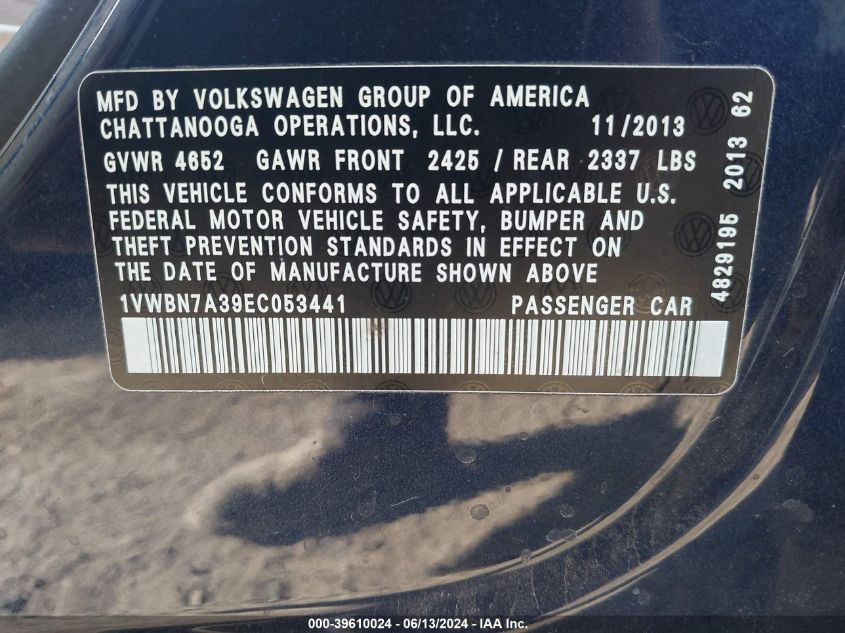 MFD BY VOLKSWAGEN GROUP OF AMERICA
CHATTANOOGA OPERATIONS, LLC. 11/2013
GVWR 4652 GAWR FRONT 2425 / REAR 2337 LBS
THIS VEHICLE CONFORMS TO ALL APPLICABLE U.S.
FEDERAL MOTOR VEHICLE SAFETY, BUMPER AND
THEFT PREVENTION STANDARDS IN EFFECT ON
THE DATE OF MANUFACTURE SHOWN ABOVE
1VWBN7A39EC053441 PASSENGER CAR
4829195 2013 62
000-39610024 - 06/13/2024 - IAA Inc.